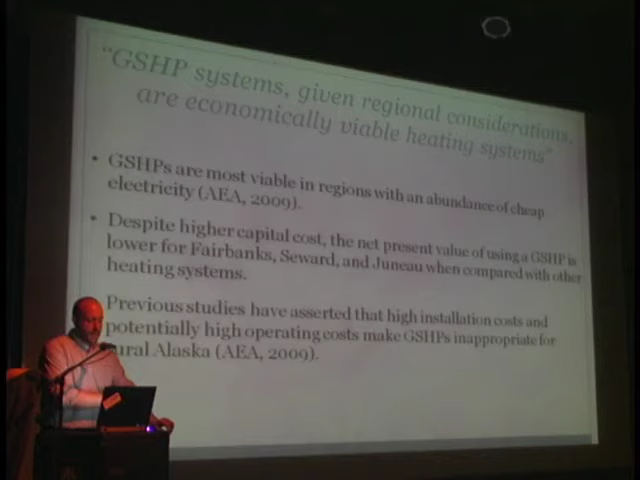 "GSHP systems, given regional considerations,
are economically viable heating systems"
• GSHPs are most viable in regions with an abundance of cheap
electricity (AEA, 2009).
• Despite higher capital cost, the net present value of using a GSHP is
lower for Fairbanks, Seward, and Juneau when compared with other
heating systems.
Previous studies have asserted that high installation costs and
potentially high operating costs make GSHPs inappropriate for
rural Alaska (AEA, 2009).